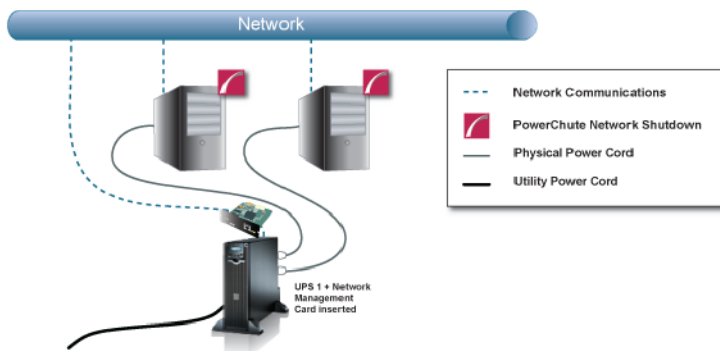 Network
Network Communications
PowerChute Network Shutdown
Physical Power Cord
Utility Power Cord
UPS 1 + Network
Management
Card inserted